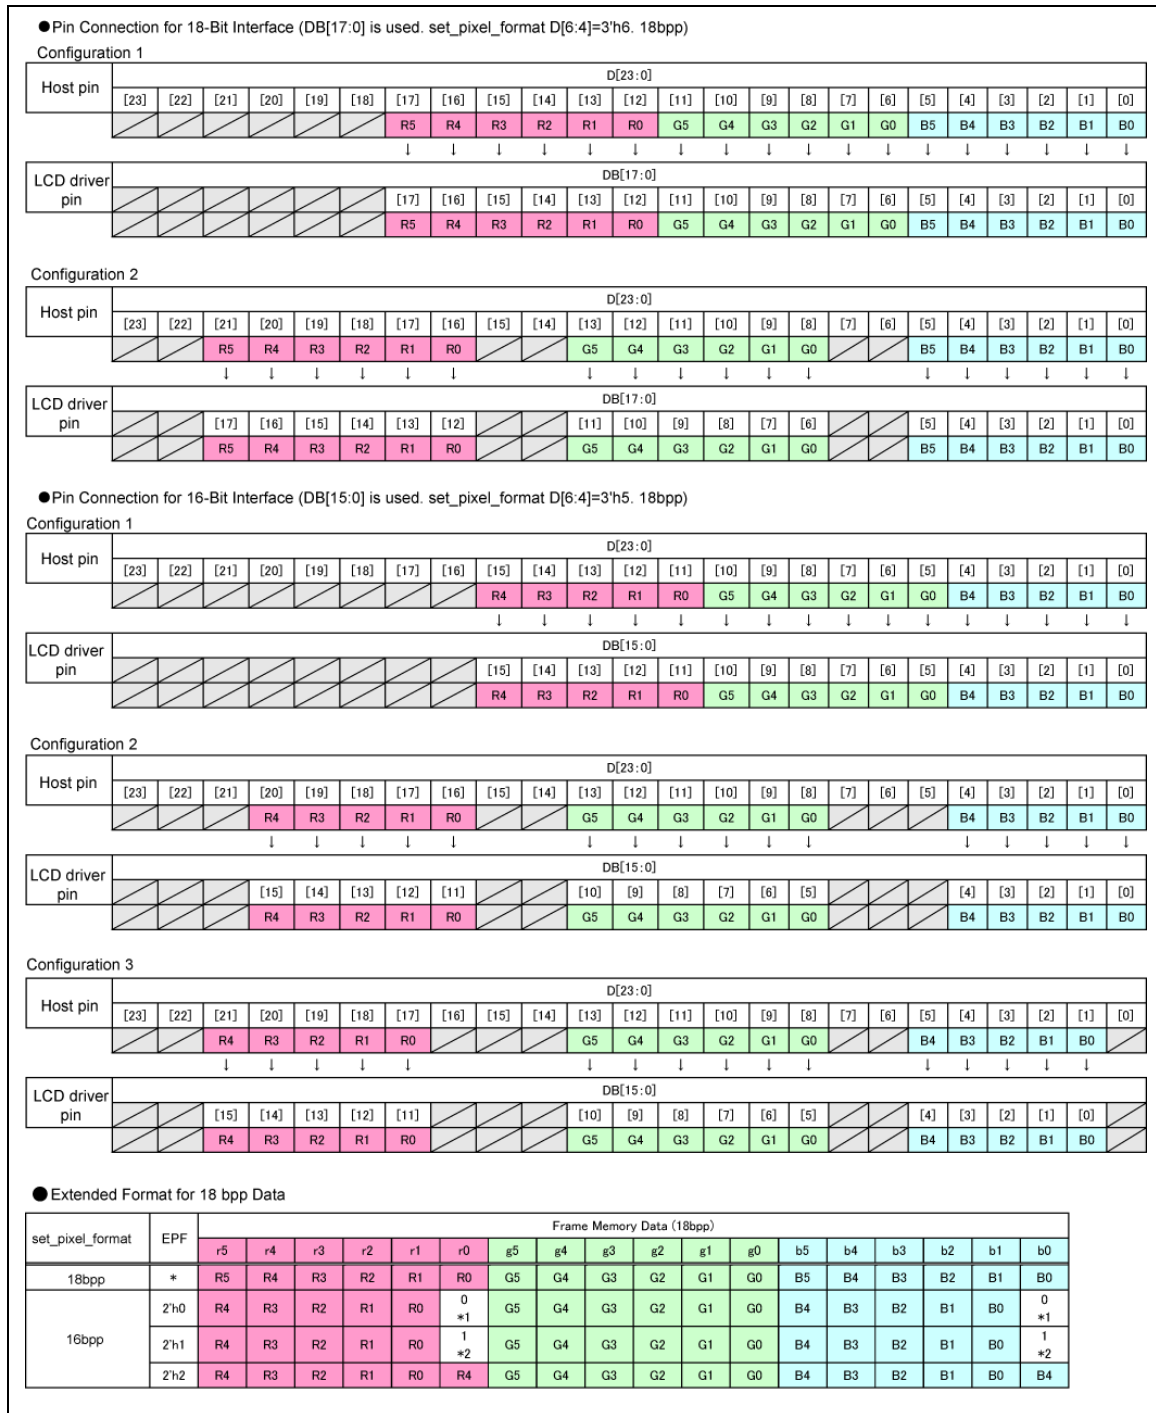 ●Pin Connection for 18-Bit Interface (DB[17:0] is used. set_pixel_format D[6:4]=3'h6. 18bpp)
Configuration 1
Host pin
D[23:0]
[23] [22] [21] [20] [19] [18] [17] [16] [15] [14] [13] [12] [11] [10] [9] [8] [7] [6] [5] [4] [3] [2] [1] [0]
R5 R4 R3 R2 R1 R0 G5 G4 G3 G2 G1 G0 B5 B4 B3 B2 B1 B0
↓ ↓ ↓ ↓ ↓ ↓ ↓ ↓ ↓ ↓ ↓ ↓ ↓ ↓ ↓ ↓ ↓ ↓
LCD driver pin
DB[17:0]
[17] [16] [15] [14] [13] [12] [11] [10] [9] [8] [7] [6] [5] [4] [3] [2] [1] [0]
R5 R4 R3 R2 R1 R0 G5 G4 G3 G2 G1 G0 B5 B4 B3 B2 B1 B0
Configuration 2
Host pin
D[23:0]
[23] [22] [21] [20] [19] [18] [17] [16] [15] [14] [13] [12] [11] [10] [9] [8] [7] [6] [5] [4] [3] [2] [1] [0]
R5 R4 R3 R2 R1 R0 G5 G4 G3 G2 G1 G0 B5 B4 B3 B2 B1 B0
↓ ↓ ↓ ↓ ↓ ↓ ↓ ↓ ↓ ↓ ↓ ↓ ↓ ↓ ↓ ↓ ↓ ↓
LCD driver pin
DB[17:0]
[17] [16] [15] [14] [13] [12] [11] [10] [9] [8] [7] [6] [5] [4] [3] [2] [1] [0]
R5 R4 R3 R2 R1 R0 G5 G4 G3 G2 G1 G0 B5 B4 B3 B2 B1 B0
●Pin Connection for 16-Bit Interface (DB[15:0] is used. set_pixel_format D[6:4]=3'h5. 18bpp)
Configuration 1
Host pin
D[23:0]
[23] [22] [21] [20] [19] [18] [17] [16] [15] [14] [13] [12] [11] [10] [9] [8] [7] [6] [5] [4] [3] [2] [1] [0]
R4 R3 R2 R1 R0 G5 G4 G3 G2 G1 G0 B4 B3 B2 B1 B0
↓ ↓ ↓ ↓ ↓ ↓ ↓ ↓ ↓ ↓ ↓ ↓ ↓ ↓ ↓
LCD driver pin
DB[15:0]
[15] [14] [13] [12] [11] [10] [9] [8] [7] [6] [5] [4] [3] [2] [1] [0]
R4 R3 R2 R1 R0 G5 G4 G3 G2 G1 G0 B4 B3 B2 B1 B0
Configuration 2
Host pin
D[23:0]
[23] [22] [21] [20] [19] [18] [17] [16] [15] [14] [13] [12] [11] [10] [9] [8] [7] [6] [5] [4] [3] [2] [1] [0]
R4 R3 R2 R1 R0 G5 G4 G3 G2 G1 G0 B4 B3 B2 B1 B0
↓ ↓ ↓ ↓ ↓ ↓ ↓ ↓ ↓ ↓ ↓ ↓ ↓ ↓ ↓ ↓
LCD driver pin
DB[15:0]
[15] [14] [13] [12] [11] [10] [9] [8] [7] [6] [5] [4] [3] [2] [1] [0]
R4 R3 R2 R1 R0 G5 G4 G3 G2 G1 G0 B4 B3 B2 B1 B0
Configuration 3
Host pin
D[23:0]
[23] [22] [21] [20] [19] [18] [17] [16] [15] [14] [13] [12] [11] [10] [9] [8] [7] [6] [5] [4] [3] [2] [1] [0]
R4 R3 R2 R1 R0 G5 G4 G3 G2 G1 G0 B4 B3 B2 B1 B0
↓ ↓ ↓ ↓ ↓ ↓ ↓ ↓ ↓ ↓ ↓ ↓ ↓ ↓ ↓ ↓
LCD driver pin
DB[15:0]
[15] [14] [13] [12] [11] [10] [9] [8] [7] [6] [5] [4] [3] [2] [1] [0]
R4 R3 R2 R1 R0 G5 G4 G3 G2 G1 G0 B4 B3 B2 B1 B0
●Extended Format for 18 bpp Data
set_pixel_format EPF Frame Memory Data (18bpp)
r5 r4 r3 r2 r1 r0 g5 g4 g3 g2 g1 g0 b5 b4 b3 b2 b1 b0
18bpp * R5 R4 R3 R2 R1 R0 G5 G4 G3 G2 G1 G0 B5 B4 B3 B2 B1 B0
16bpp
2'h0 R4 R3 R2 R1 R0 0 *1 G5 G4 G3 G2 G1 G0 B4 B3 B2 B1 B0 0 *1
2'h1 R4 R3 R2 R1 R0 1 *2 G5 G4 G3 G2 G1 G0 B4 B3 B2 B1 B0 1 *2
2'h2 R4 R3 R2 R1 R0 R4 G5 G4 G3 G2 G1 G0 B4 B3 B2 B1 B0 B4